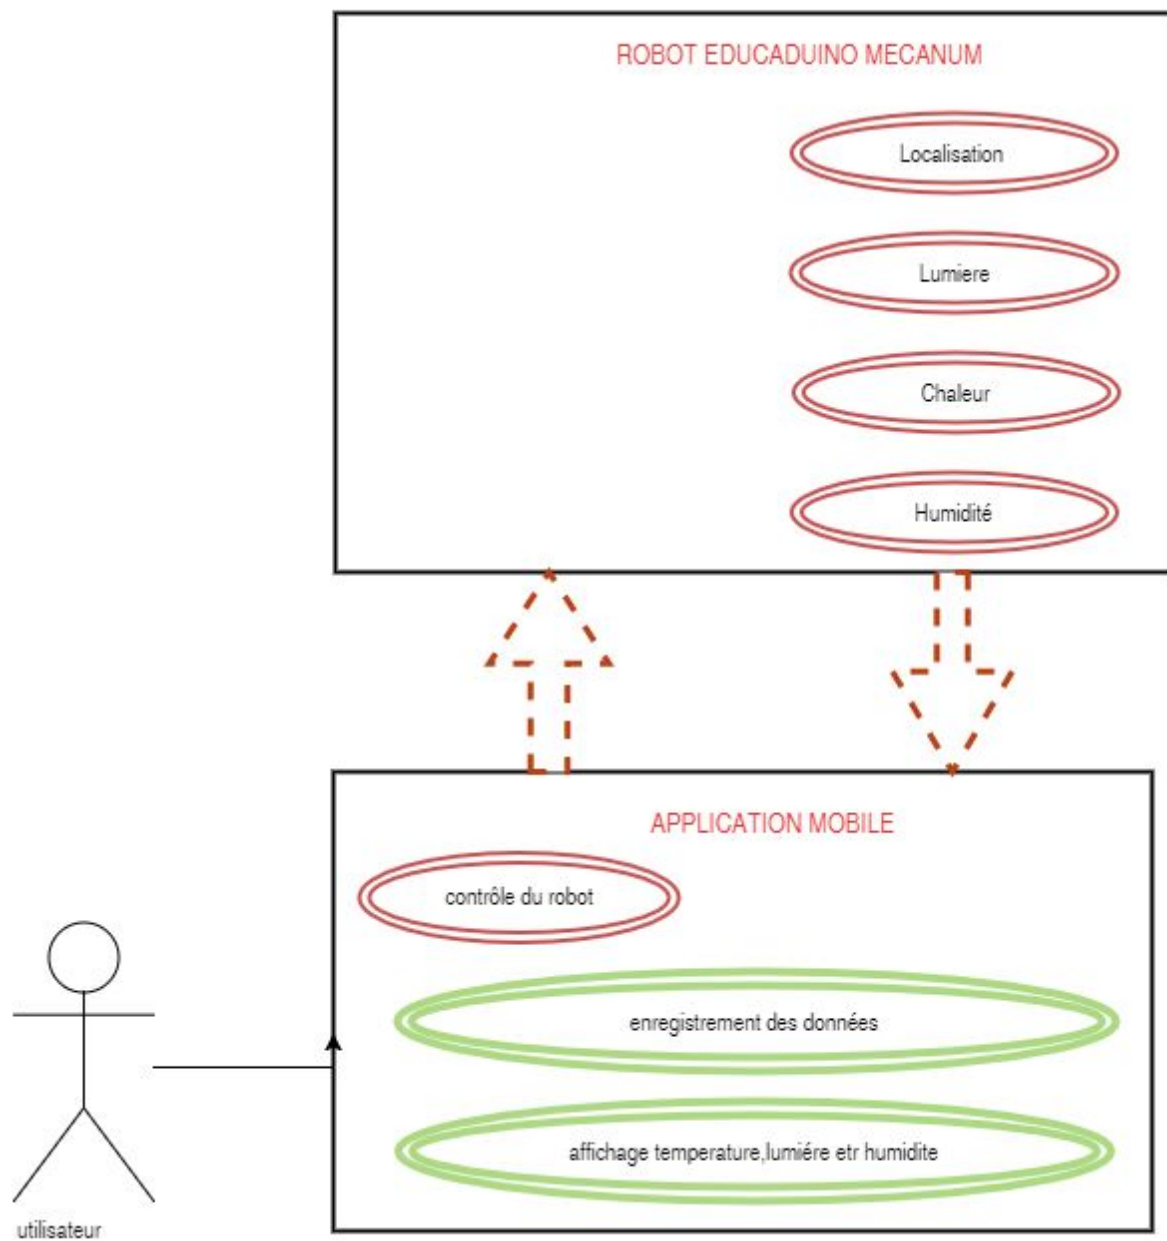 ROBOT EDUCADUINO MECANUM
Localisation
Lumiere
Chaleur
Humidité
APPLICATION MOBILE
contrôle du robot
enregistrement des données
affichage temperature,lumiére etr humidite
utilisateur